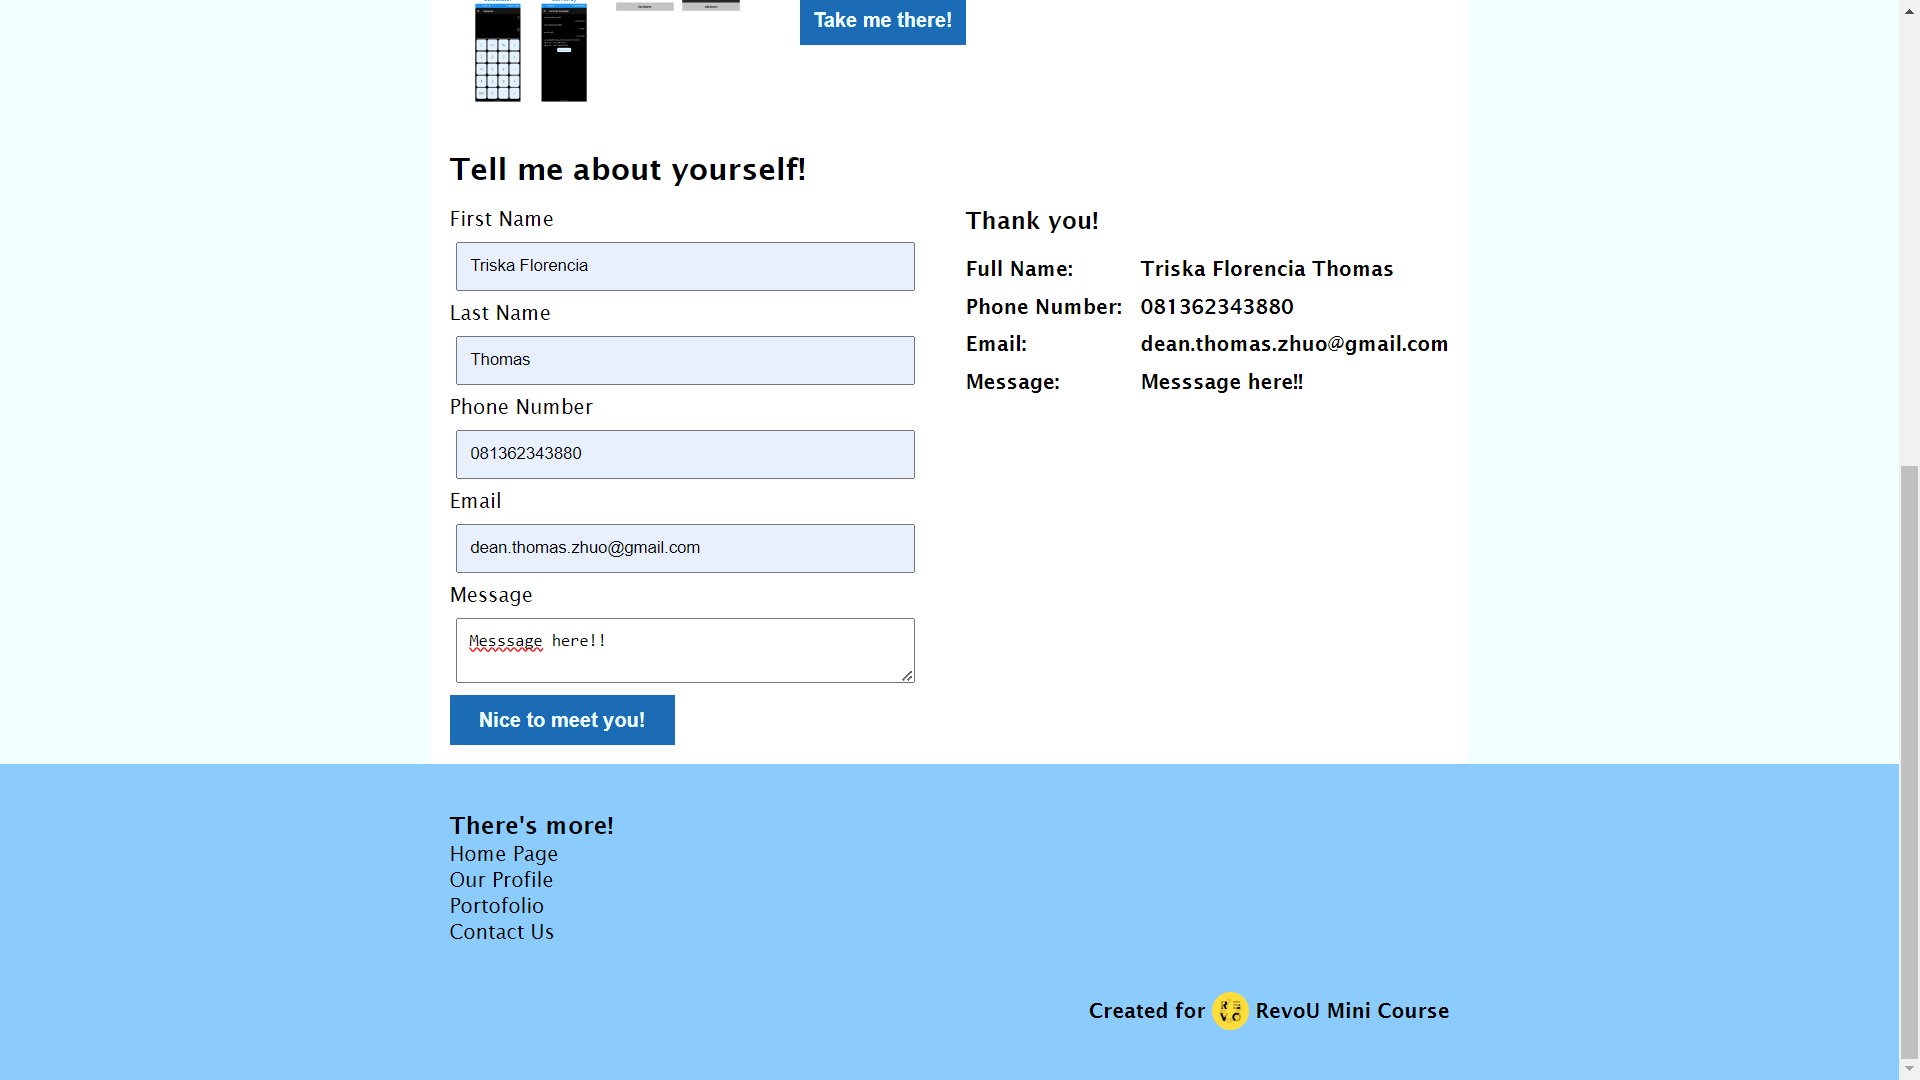 Take me there!
Tell me about yourself!
First Name
Triska Florencia
Last Name
Thomas
Phone Number
081362343880
Email
dean.thomas.zhuo@gmail.com
Message
Messsage here!!
Nice to meet you!
Thank you!
Full Name: Triska Florencia Thomas
Phone Number: 081362343880
Email: dean.thomas.zhuo@gmail.com
Message: Messsage here!!
There's more!
Home Page
Our Profile
Portofolio
Contact Us
Created for REVO RevoU Mini Course